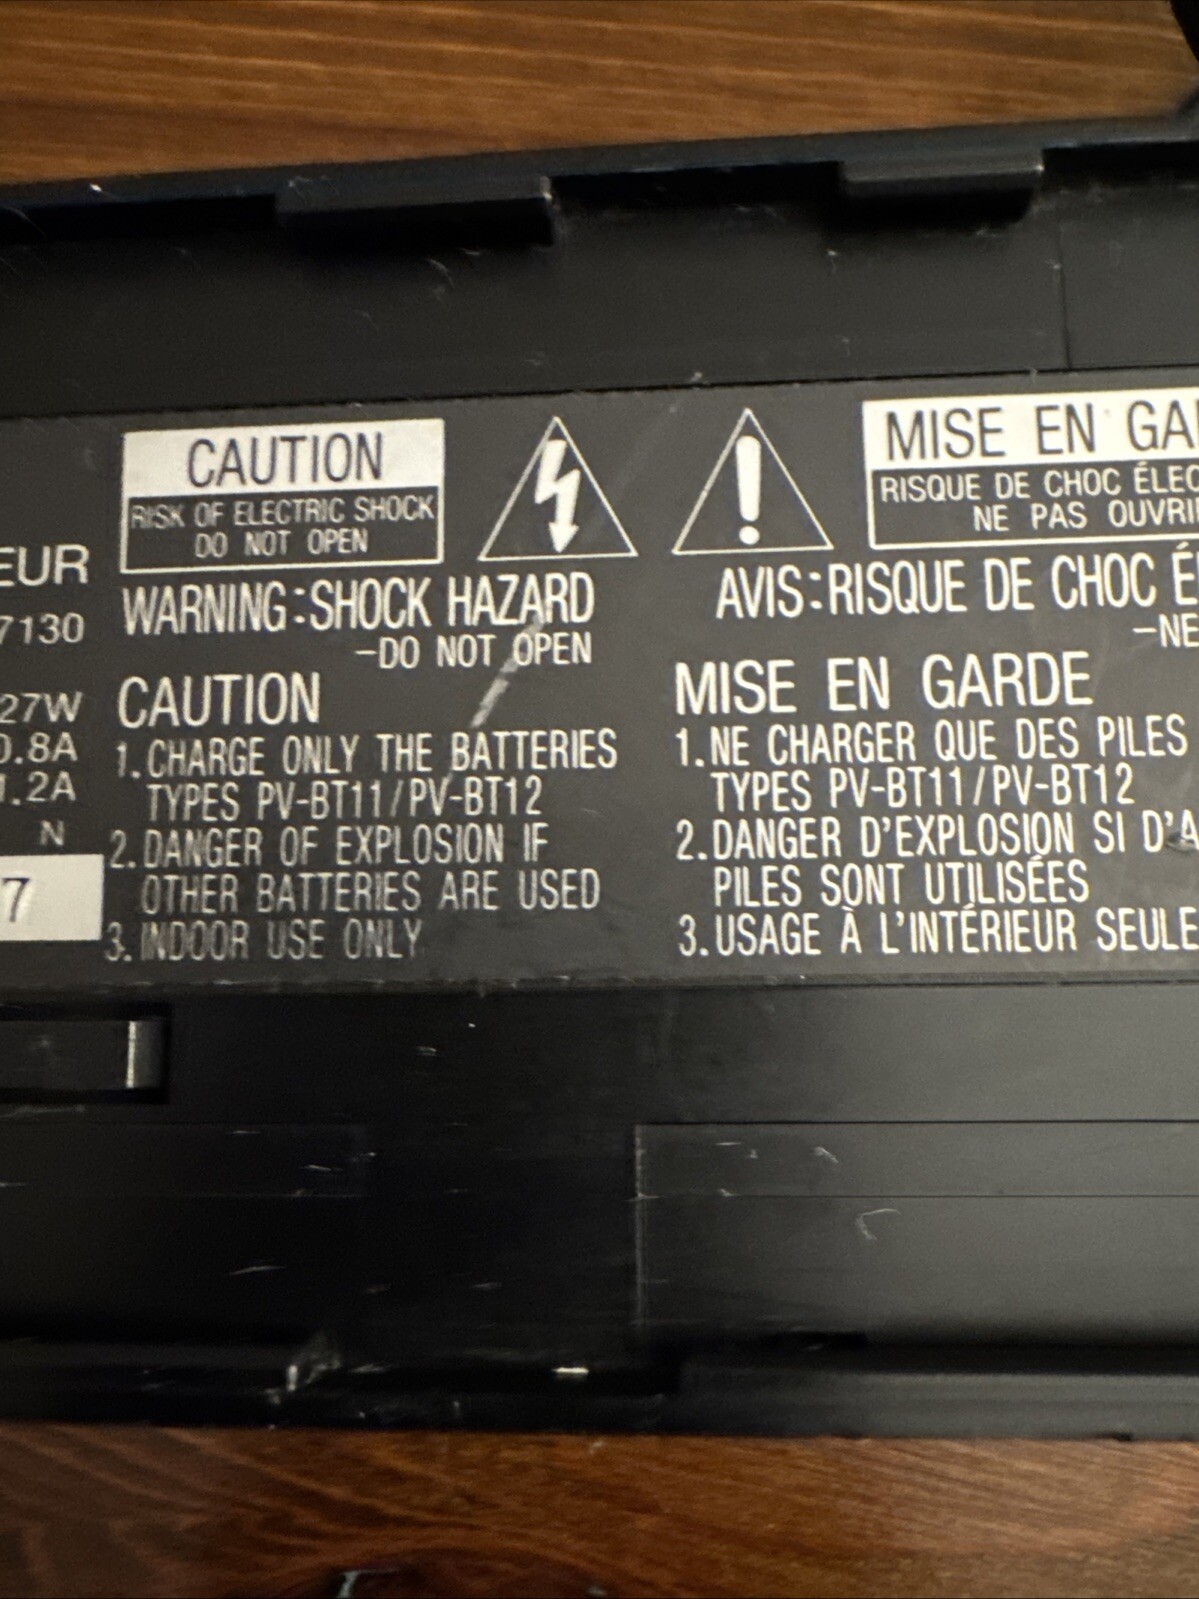 EUR
7130
27W
0.8A
1.2A
N
7
CAUTION
RISK OF ELECTRIC SHOCK
DO NOT OPEN
WARNING:SHOCK HAZARD
-DO NOT OPEN
CAUTION
1. CHARGE ONLY THE BATTERIES
TYPES PV-BT11/PV-BT12
2. DANGER OF EXPLOSION IF
OTHER BATTERIES ARE USED
3. INDOOR USE ONLY
MISE EN GA
RISQUE DE CHOC ÉLEC
NE PAS OUVRI
AVIS:RISQUE DE CHOC É
-NE
MISE EN GARDE
1. NE CHARGER QUE DES PILES
TYPES PV-BT11/PV-BT12
2. DANGER D'EXPLOSION SI D'A
PILES SONT UTILISÉES
3. USAGE À L'INTÉRIEUR SEULE